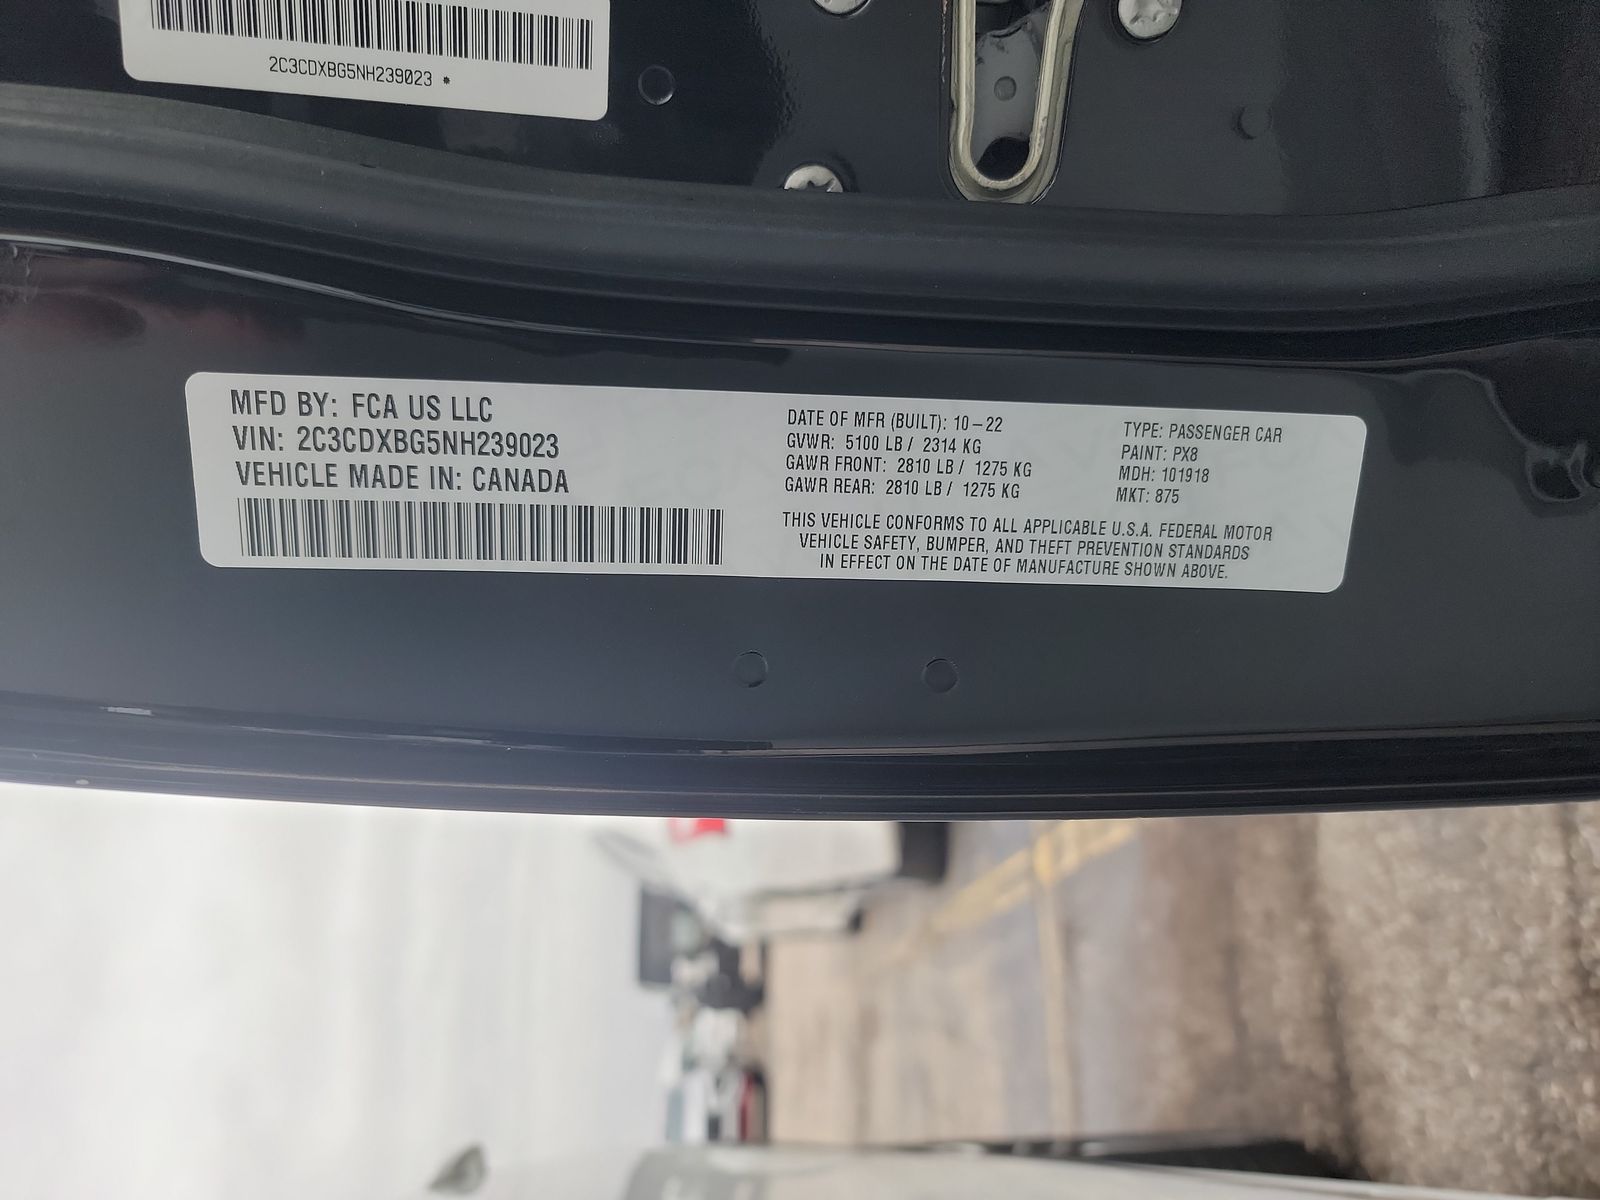 2C3CDXBG5NH239023 *
MFD BY: FCA US LLC
VIN: 2C3CDXBG5NH239023
VEHICLE MADE IN: CANADA
DATE OF MFR (BUILT): 10-22
GVWR: 5100 LB / 2314 KG
GAWR FRONT: 2810 LB / 1275 KG
GAWR REAR: 2810 LB / 1275 KG
TYPE: PASSENGER CAR
PAINT: PX8
MDH: 101918
MKT: 875
THIS VEHICLE CONFORMS TO ALL APPLICABLE U.S.A. FEDERAL MOTOR
VEHICLE SAFETY, BUMPER, AND THEFT PREVENTION STANDARDS
IN EFFECT ON THE DATE OF MANUFACTURE SHOWN ABOVE.